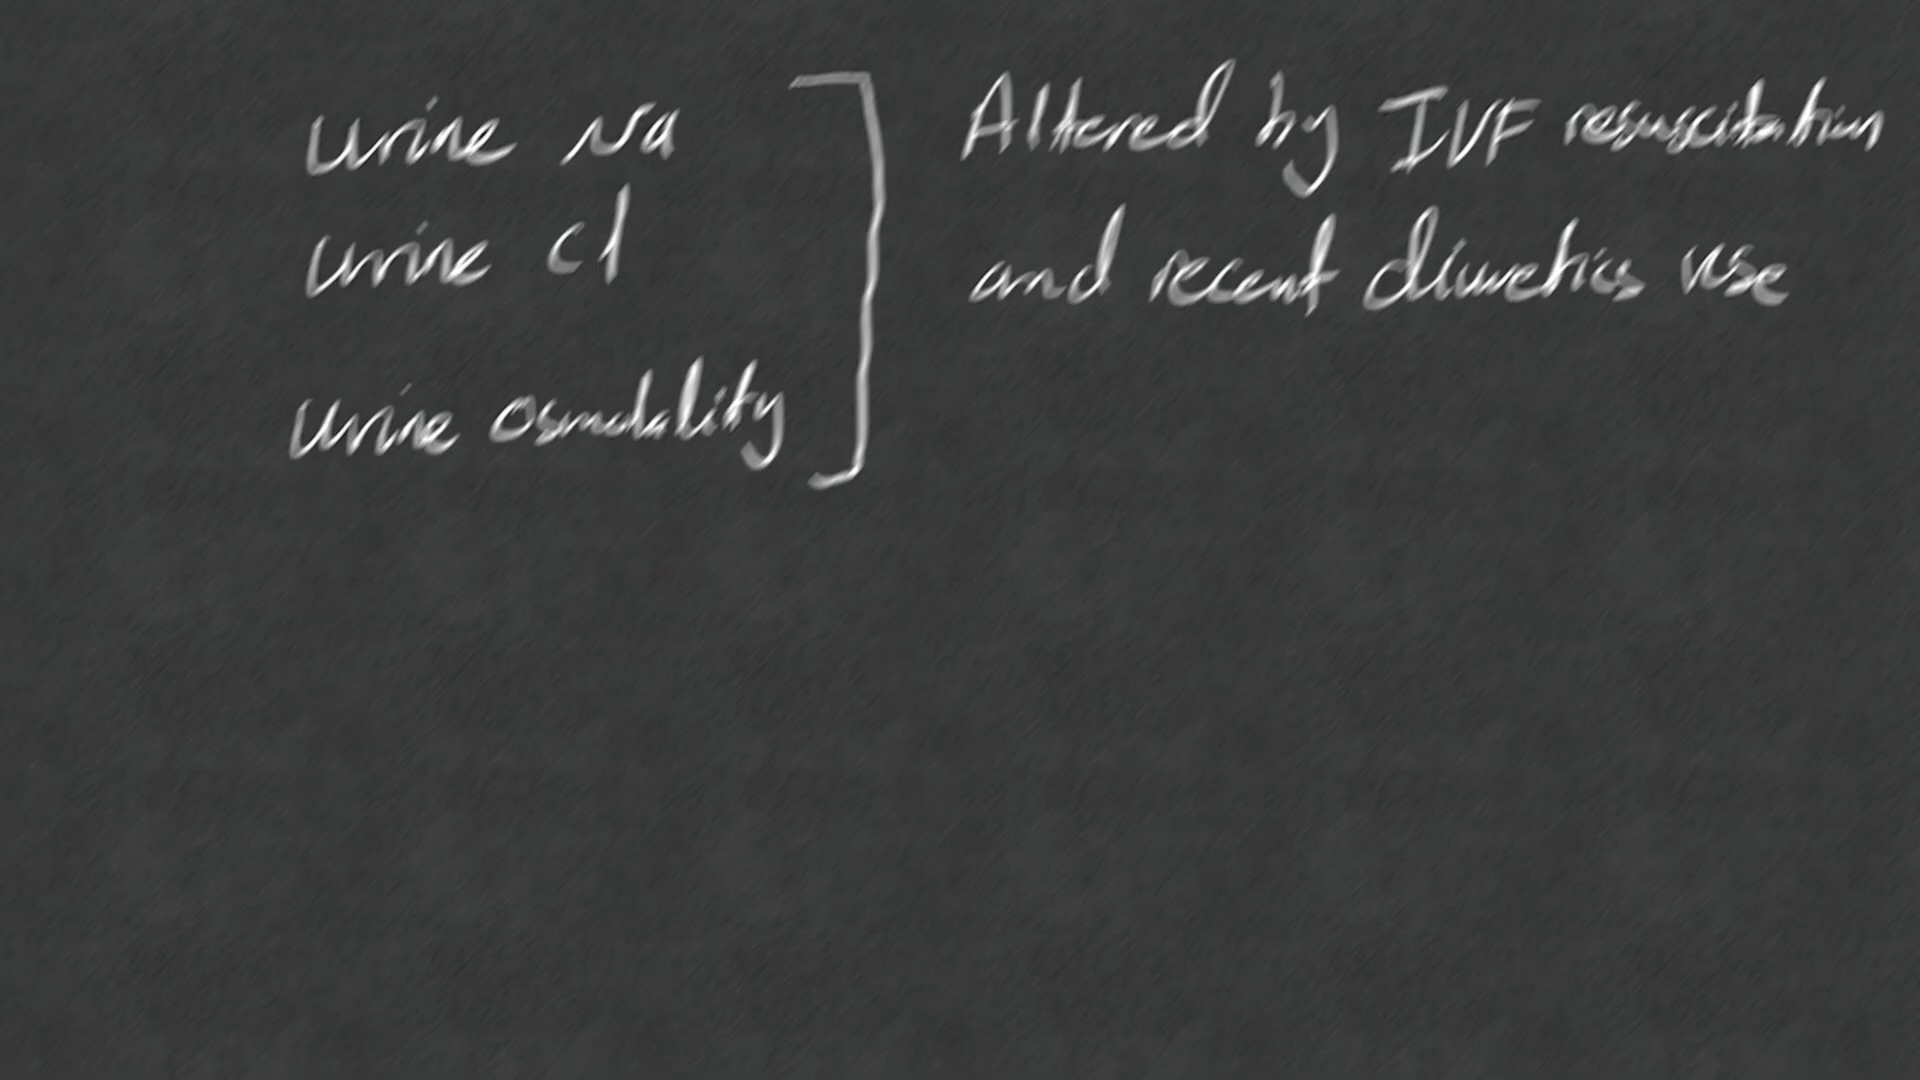 Urine Na
Urine Cl
Urine Osmolality
Altered by IVF resuscitation
and recent diuretics use